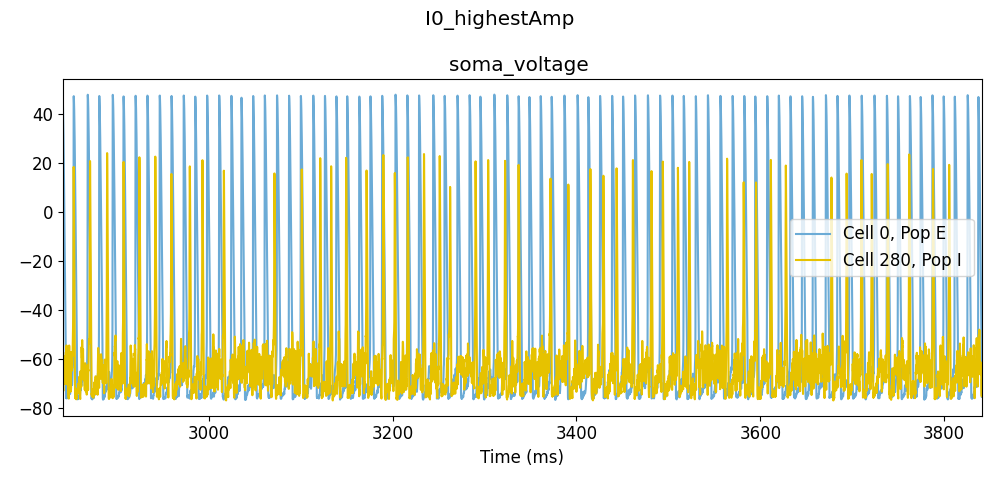 I0_highestAmp
soma_voltage
40
20
0
−20
−40
−60
−80
Cell 0, Pop E
Cell 280, Pop I
3000 3200 3400 3600 3800
Time (ms)